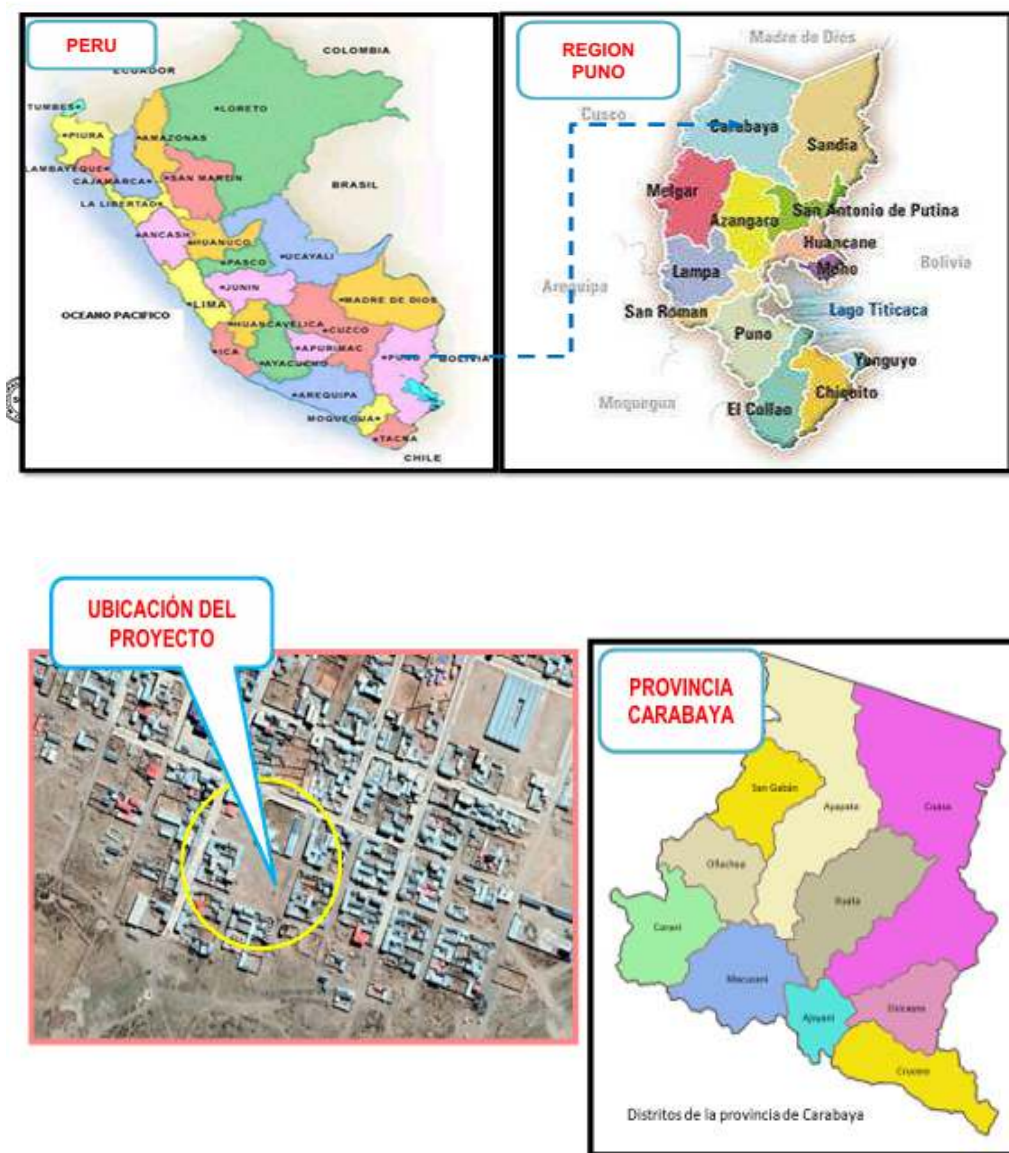 PERU
COLOMBIA
ECUADOR
TUMBES
LORETO
PIURA
AMAZONAS
LAMBAYEQUE
CAJAMARCA
SAN MARTIN
BRASIL
LA LIBERTAD
ANCASH
HUANUCO
UCAYALI
PASCO
JUNIN
LIMA
MADRE DE DIOS
OCEANO PACIFICO
HUANCAVELICA
CUZCO
ICA
APURIMAC
AYACUCHO
PUNO
BOLIVIA
AREQUIPA
MOQUEGUA
TACNA
CHILE
REGION
PUNO
Madre de Dios
Cusco
Carabaya
Sandia
Melgar
Azangaro
San Antonio de Putina
Huancane
Moho
Bolivia
Lampa
Arequipa
San Roman
Lago Titicaca
Puno
Yunguyo
Moquegua
El Collao
UBICACIÓN DEL
PROYECTO
PROVINCIA
CARABAYA
San Gabán
Ayapata
Ollachea
Macusani
Ajoyani
Crucero
Distritos de la provincia de Carabaya